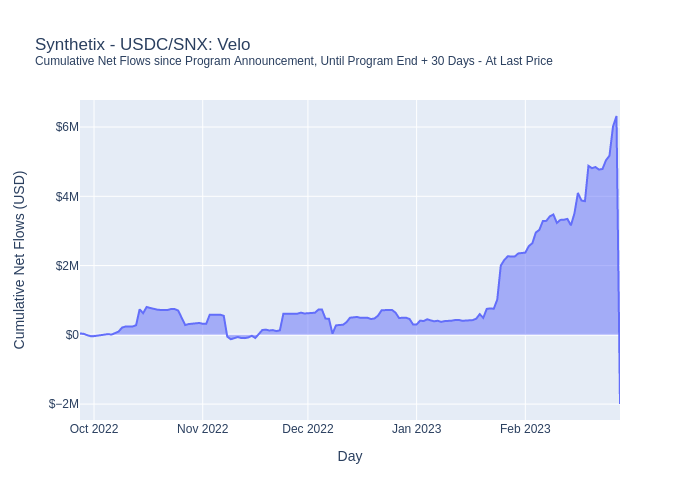 Synthetix - USDC/SNX: Velo
Cumulative Net Flows since Program Announcement, Until Program End + 30 Days - At Last Price
Cumulative Net Flows (USD)
$6M
$4M
$2M
$0
$−2M
Oct 2022
Nov 2022
Dec 2022
Jan 2023
Feb 2023
Day